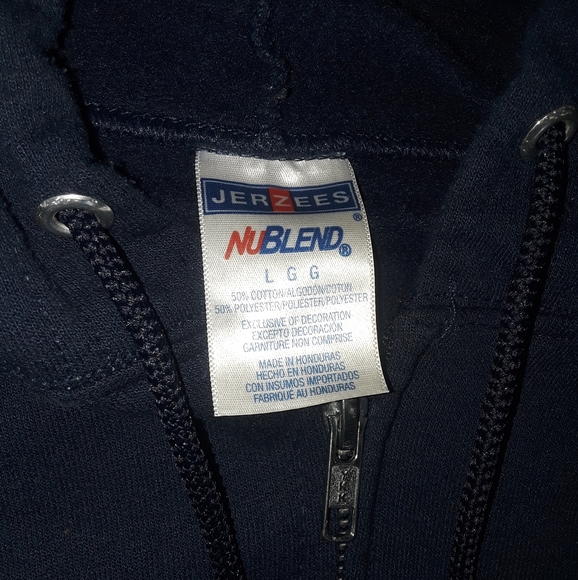 JERZEES
®
NUBLEND®
L G G
50% COTTON/ALGODÓN/COTON
50% POLYESTER/POLIÉSTER/POLYESTER
EXCLUSIVE OF DECORATION
EXCEPTO DECORACIÓN
GARNITURE NON COMPRISE
MADE IN HONDURAS
HECHO EN HONDURAS
CON INSUMOS IMPORTADOS
FABRIQUÉ AU HONDURAS